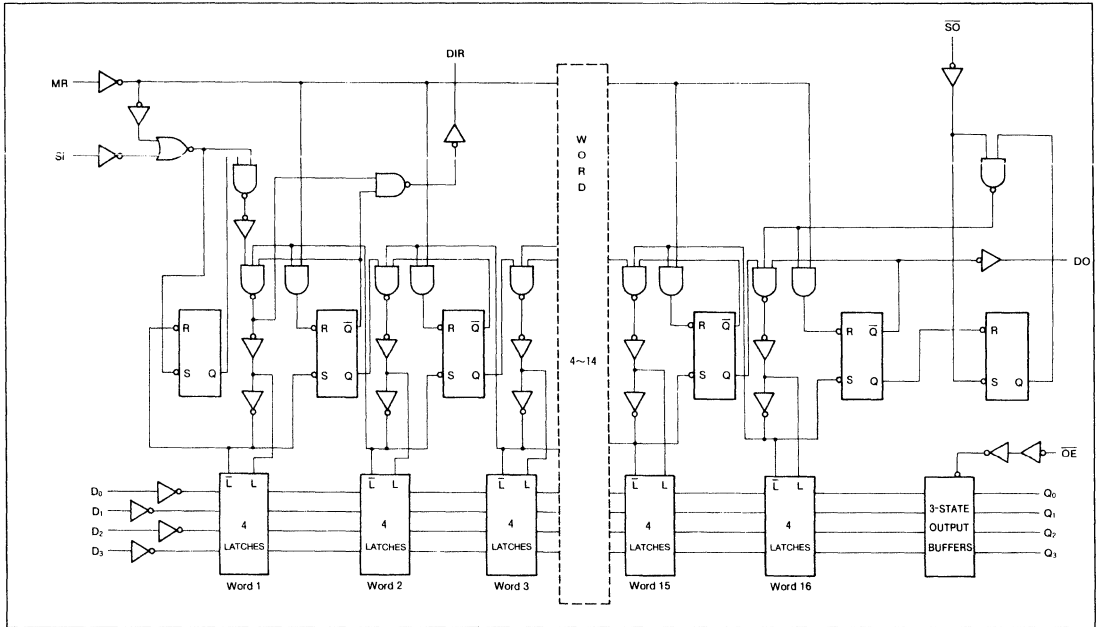 SO
DIR
MR
SI
W
O
R
D
4~14
DO
R
S Q
Q
S Q
Q
S Q
Q
S Q
Q
S Q
R
S Q
L L
L L
L L
L L
L L
OE
D0
D1
D2
D3
4
LATCHES
4
LATCHES
4
LATCHES
4
LATCHES
4
LATCHES
3-STATE
OUTPUT
BUFFERS
Q0
Q1
Q2
Q3
Word 1
Word 2
Word 3
Word 15
Word 16